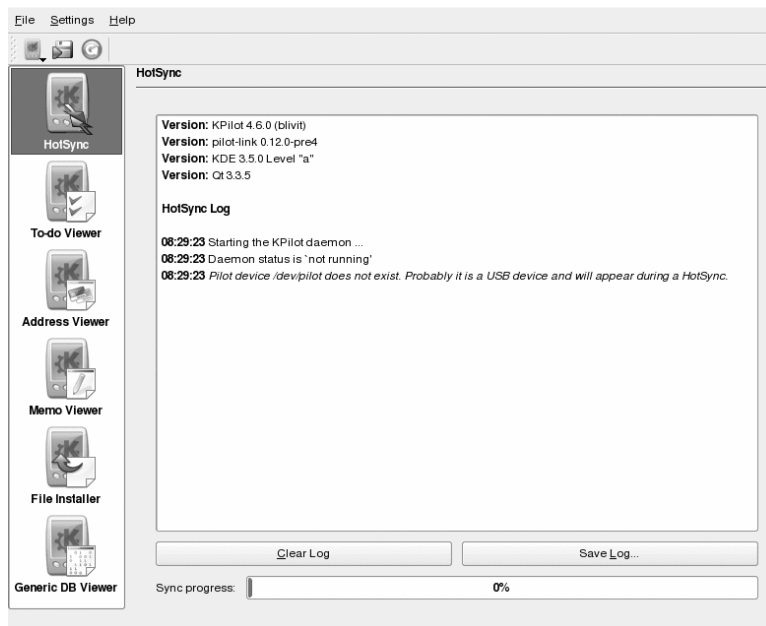 File Settings Help
HotSync
HotSync
To-do Viewer
Address Viewer
Memo Viewer
File Installer
Generic DB Viewer
Version: KPilot 4.6.0 (blivit)
Version: pilot-link 0.12.0-pre4
Version: KDE 3.5.0 Level "a"
Version: Qt 3.3.5
HotSync Log
08:29:23 Starting the KPilot daemon ...
08:29:23 Daemon status is `not running'
08:29:23 Pilot device /dev/pilot does not exist. Probably it is a USB device and will appear during a HotSync.
Clear Log
Save Log...
Sync progress: 0%